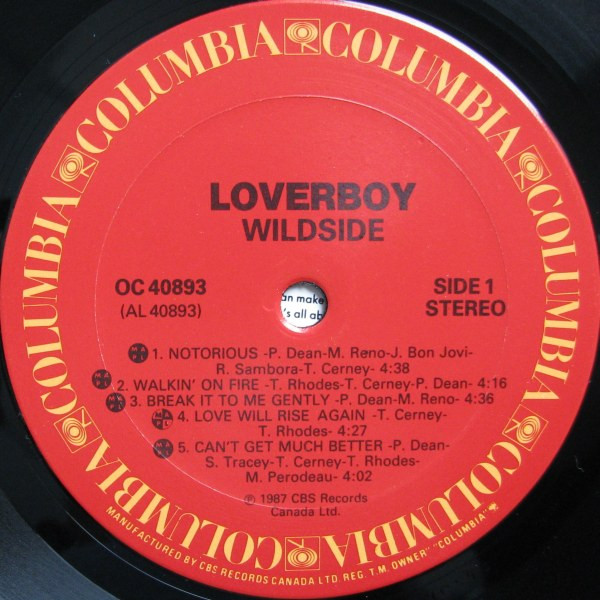 COLUMBIA COLUMBIA COLUMBIA COLUMBIA COLUMBIA COLUMBIA
LOVERBOY
WILDSIDE
OC 40893
(AL 40893)
an make
's all ab
SIDE 1
STEREO
1. NOTORIOUS -P. Dean-M. Reno-J. Bon Jovi-
R. Sambora-T. Cerney- 4:38
2. WALKIN' ON FIRE -T. Rhodes-T. Cerney-P. Dean- 4:16
3. BREAK IT TO ME GENTLY -P. Dean-M. Reno- 4:36
4. LOVE WILL RISE AGAIN -T. Cerney-
T. Rhodes- 4:27
5. CAN'T GET MUCH BETTER -P. Dean-
S. Tracey-T. Cerney-T. Rhodes-
M. Perodeau- 4:02
℗ 1987 CBS Records
Canada Ltd.
MANUFACTURED BY CBS RECORDS CANADA LTD. REG. T.M. OWNER" "COLUMBIA"